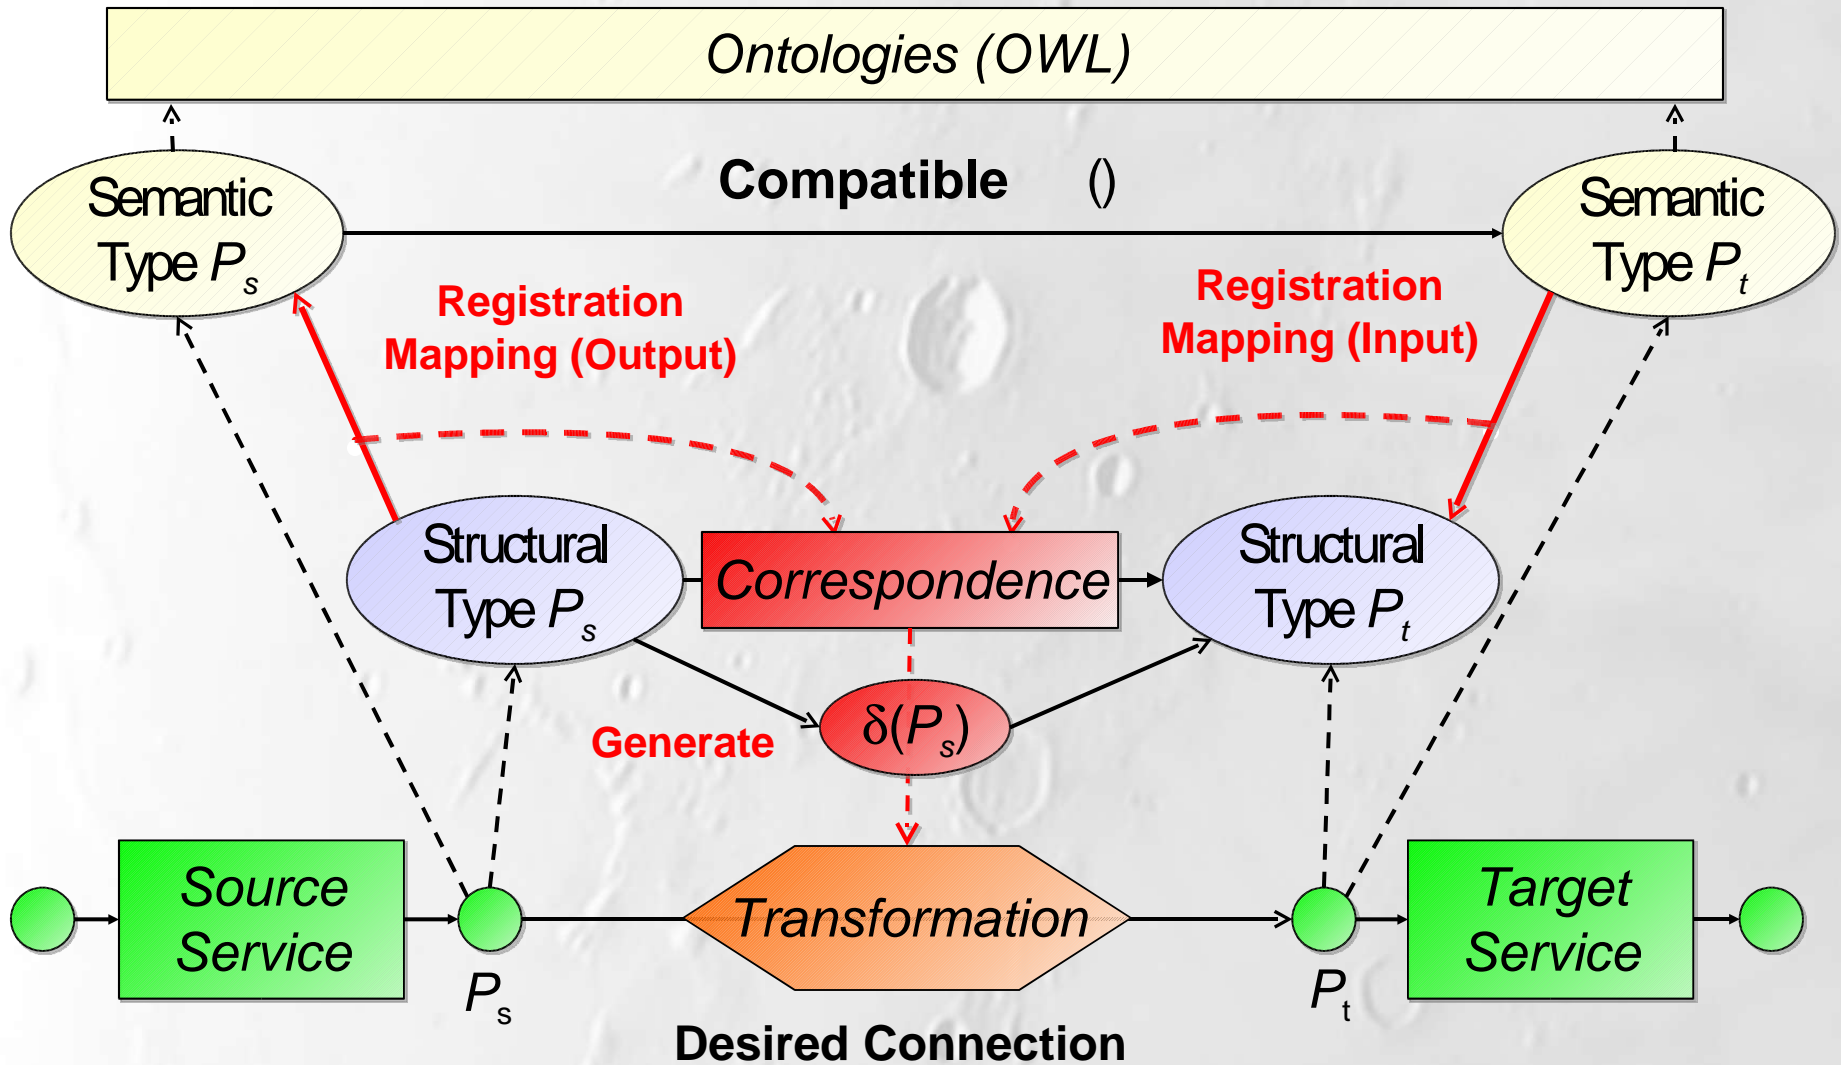 Ontologies (OWL)
Compatible ()
Semantic
Type Ps
Semantic
Type Pt
Registration
Mapping (Output)
Registration
Mapping (Input)
Structural
Type Ps
Correspondence
Structural
Type Pt
Generate
δ(Ps)
Source
Service
Ps
Transformation
Pt
Target
Service
Desired Connection